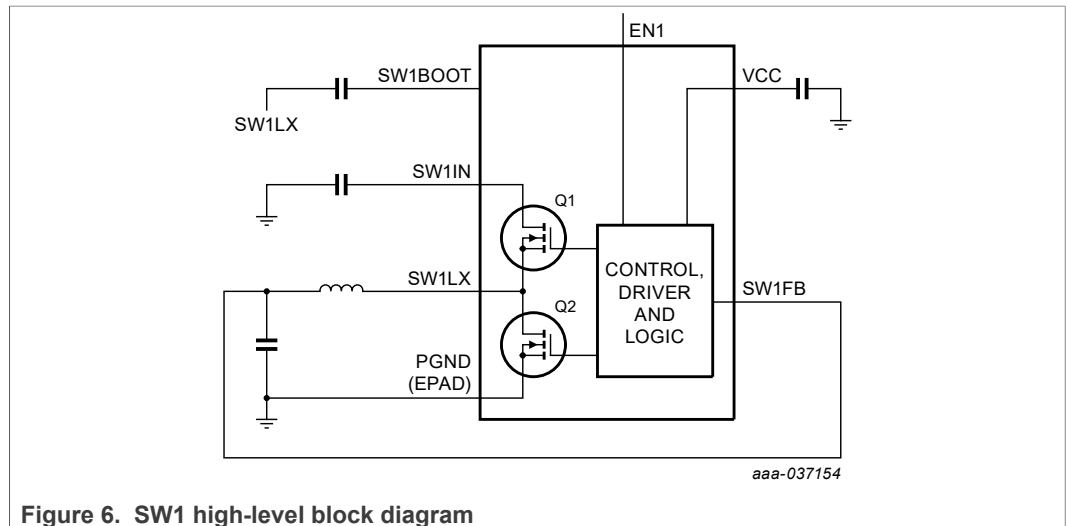 EN1
SW1BOOT
VCC
SW1LX
SW1IN
Q1
SW1LX
CONTROL,
DRIVER
AND
LOGIC
SW1FB
Q2
PGND
(EPAD)
aaa-037154
Figure 6. SW1 high-level block diagram